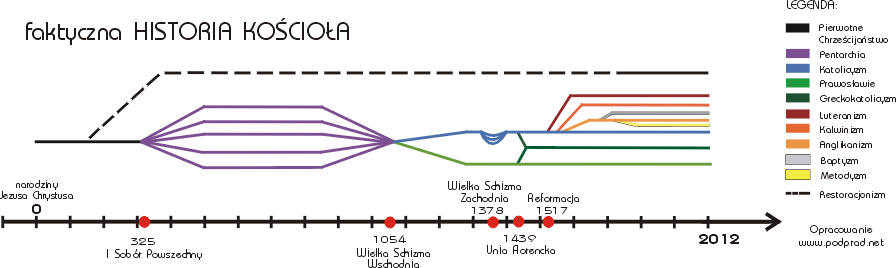 faktyczna HISTORIA KOŚCIOŁA
LEGENDA:
Pierwotne
Chrześcijaństwo
Pentarchia
Katolicyzm
Prawosławie
Greckokatolicyzm
Luteranizm
Kalwinizm
Anglikanizm
Baptyzm
Metodyzm
Restoracjonizm
narodziny
Jezusa Chrystusa
0
325
I Sobór Powszechny
1054
Wielka Schizma
Wschodnia
Wielka Schizma
Zachodnia
1378
1439
Unia Florencka
Reformacja
1517
2012
Opracowanie
www.podprad.net